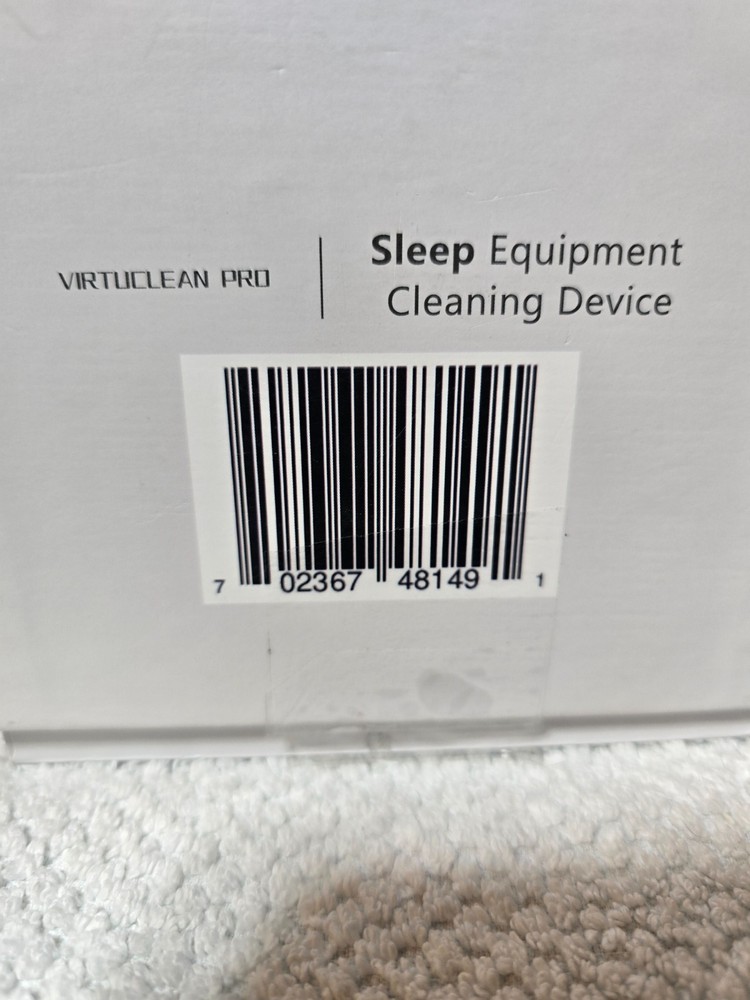 VIRTUCLEAN PRO
Sleep Equipment
Cleaning Device
7 02367 48149 1